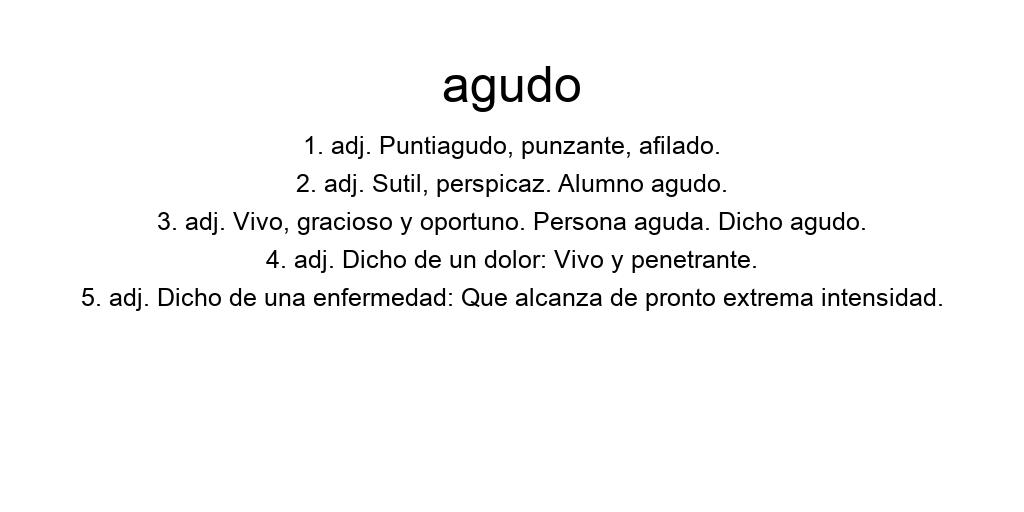 agudo
1. adj. Puntiagudo, punzante, afilado.
2. adj. Sutil, perspicaz. Alumno agudo.
3. adj. Vivo, gracioso y oportuno. Persona aguda. Dicho agudo.
4. adj. Dicho de un dolor: Vivo y penetrante.
5. adj. Dicho de una enfermedad: Que alcanza de pronto extrema intensidad.